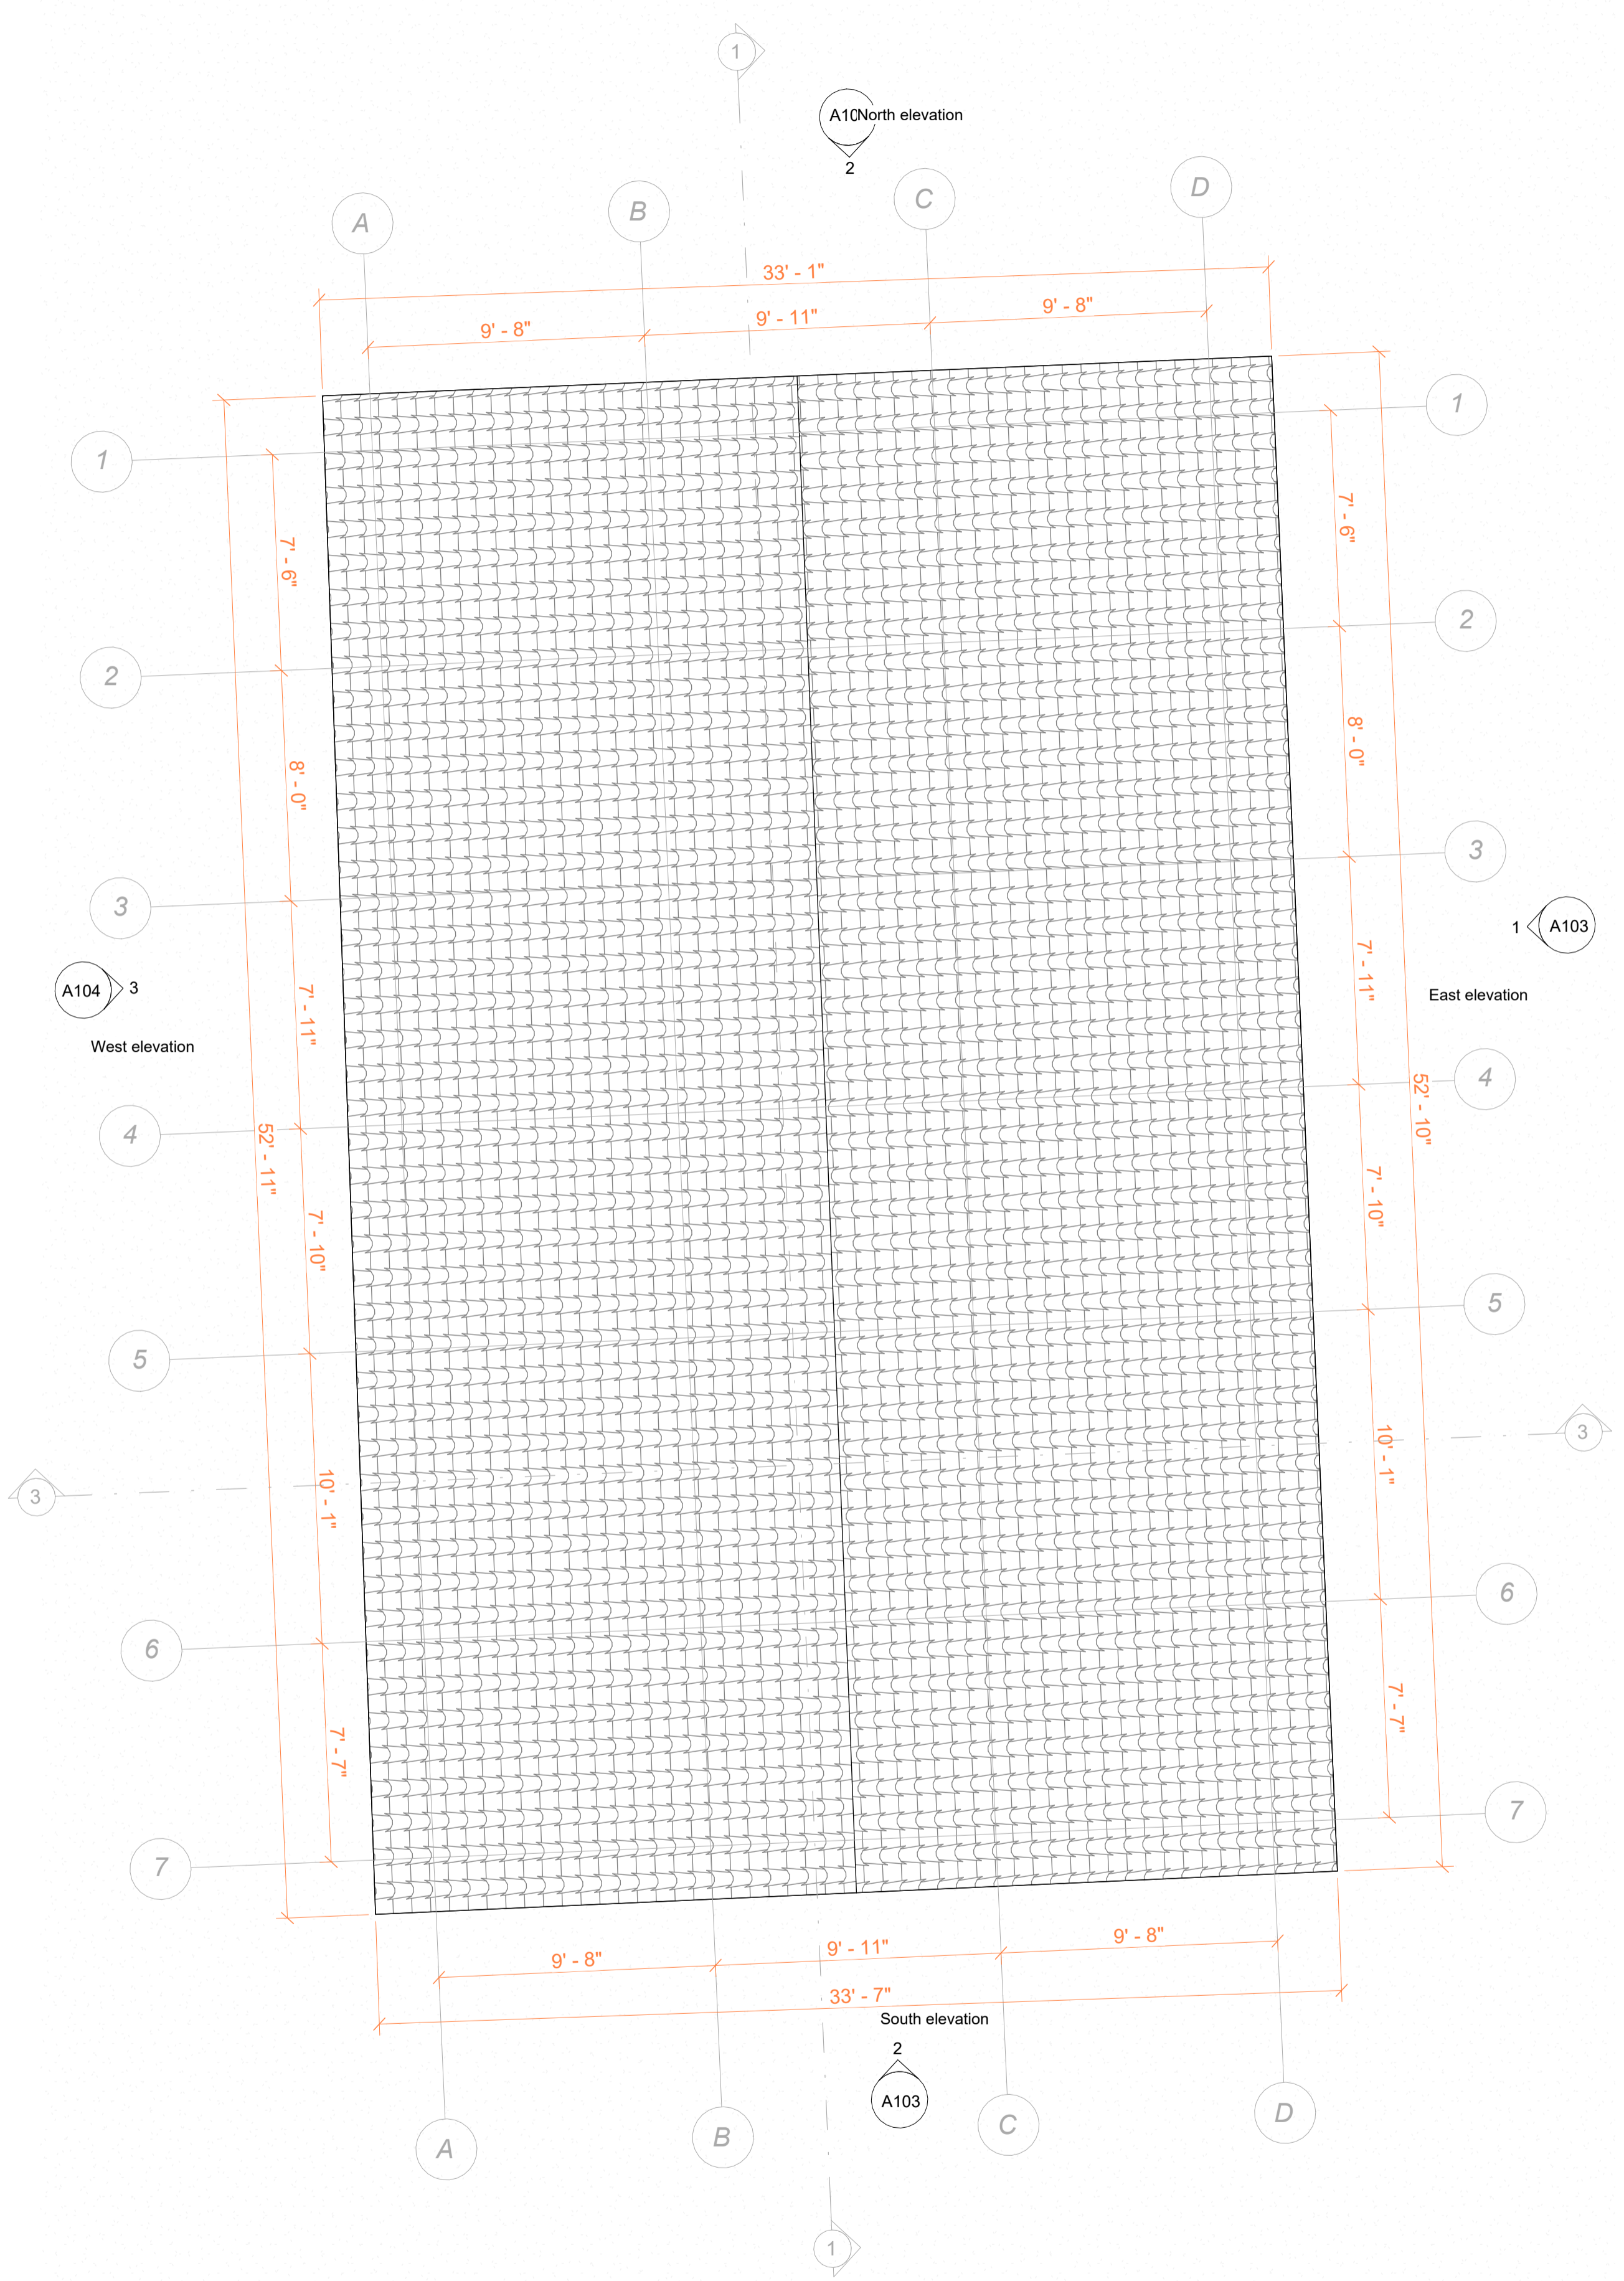 1
A10
North elevation
2
A
B
C
D
33' - 1"
9' - 8"
9' - 11"
9' - 8"
1
1
7' - 6"
7' - 6"
2
2
8' - 0"
8' - 0"
3
3
A103
1
A104
3
East elevation
West elevation
7' - 11"
7' - 11"
4
4
52' - 11"
52' - 10"
7' - 10"
7' - 10"
5
5
3
3
10' - 1"
10' - 1"
6
6
7' - 7"
7' - 7"
7
7
9' - 8"
9' - 11"
9' - 8"
33' - 7"
South elevation
2
A103
A
B
C
D
1